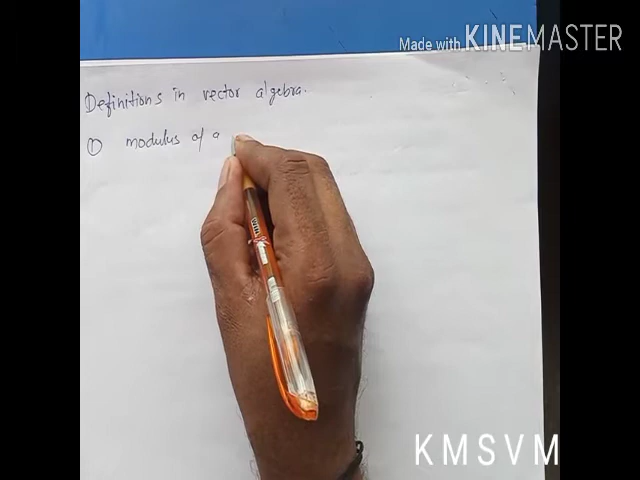 Made with KINEMASTER
Definitions in vector algebra.
① modulus of a
KMSVM